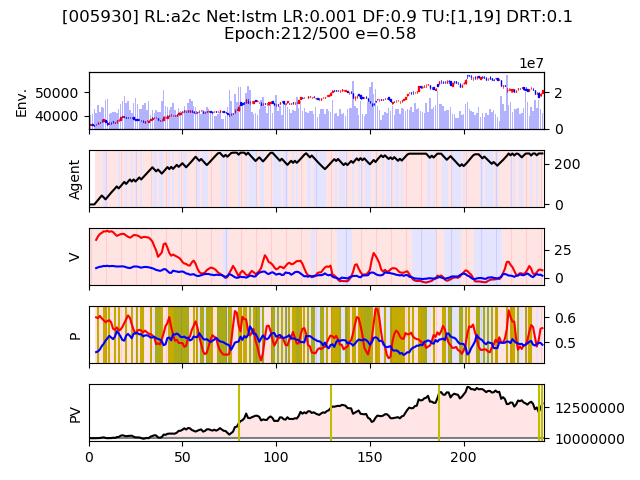 [005930] RL:a2c Net:lstm LR:0.001 DF:0.9 TU:[1,19] DRT:0.1
Epoch:212/500 e=0.58
1e7
Env.
50000
40000
2
0
Agent
200
0
V
25
0
P
0.6
0.5
PV
12500000
10000000
0 50 100 150 200